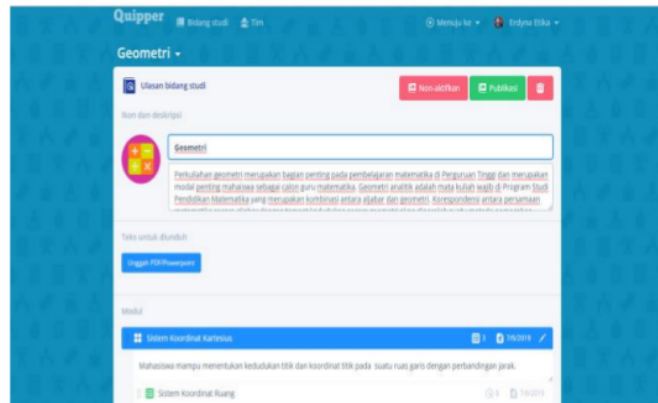 Quipper Bidang studi Tim Menuju ke Erdyna Etika
Geometri
Ulasan bidang studi Non-aktifkan Publikasi
Nam dan deskripsi
Geometri
Perkuliahan geometri merupakan bagian penting pada pembelajaran matematika di Perguruan Tinggi dan merupakan
modal penting mahaiswa sebagai calon guru matematika. Geometri analitik adalah mata kuliah wajib di Program Studi
Pendidikan Matematika yang merupakan kombinasi antara aljabar dan geometri. Korespondensi antara persamaan
Teks untuk diunduh
Unggah PDF/Powerpoint
Modul
Sistem Koordinat Kartesius 7/6/2019
Mahasiswa mampu menentukan kedudukan titik dan koordinat titik pada suatu ruas garis dengan perbandingan jarak.
Sistem Koordinat Ruang